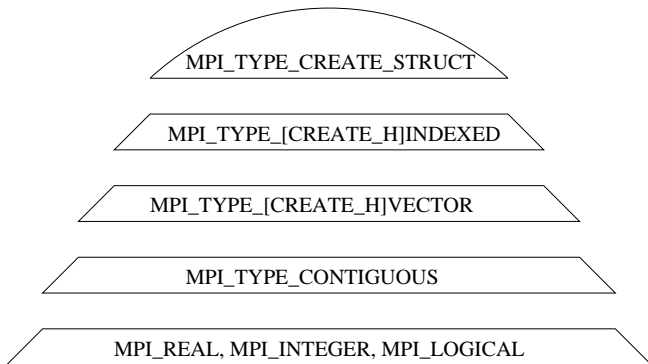 MPI_TYPE_CREATE_STRUCT
MPI_TYPE_[CREATE_H]INDEXED
MPI_TYPE_[CREATE_H]VECTOR
MPI_TYPE_CONTIGUOUS
MPI_REAL, MPI_INTEGER, MPI_LOGICAL